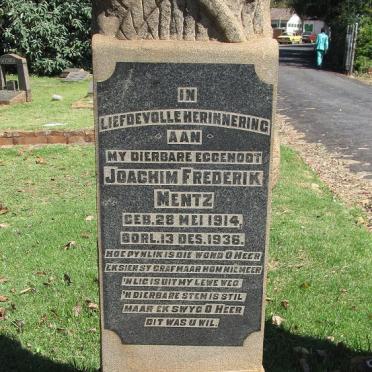 IN
LIEFDEVOLLE HERINNERING
AAN
MY DIERBARE EGGENOOT
JOACHIM FREDERIK
MENTZ
GEB. 28 MEI 1914,
OORL. 13 DES. 1936.
HOE PYNLIK IS DIE WOND O HEER
EK SIEN SY GRAF MAAR HOM NIE MEER
'N LIG IS UIT MY LEWE WEG
'N DIERBARE STEM IS STIL
MAAR EK SWYG O HEER
DIT WAS U WIL.